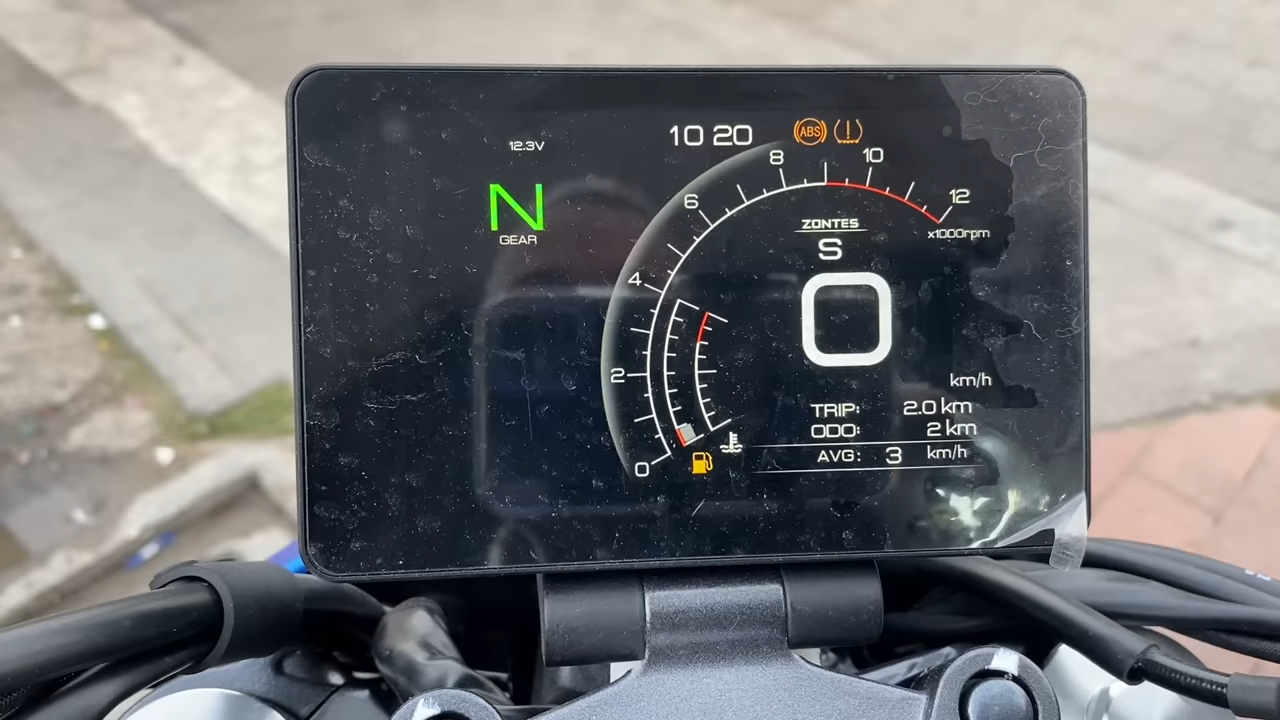 12.3V
10 20
ABS
N
GEAR
0
2
4
6
8
10
12
x1000rpm
ZONTES
S
0
km/h
TRIP: 2.0 km
ODO: 2 km
AVG: 3 km/h